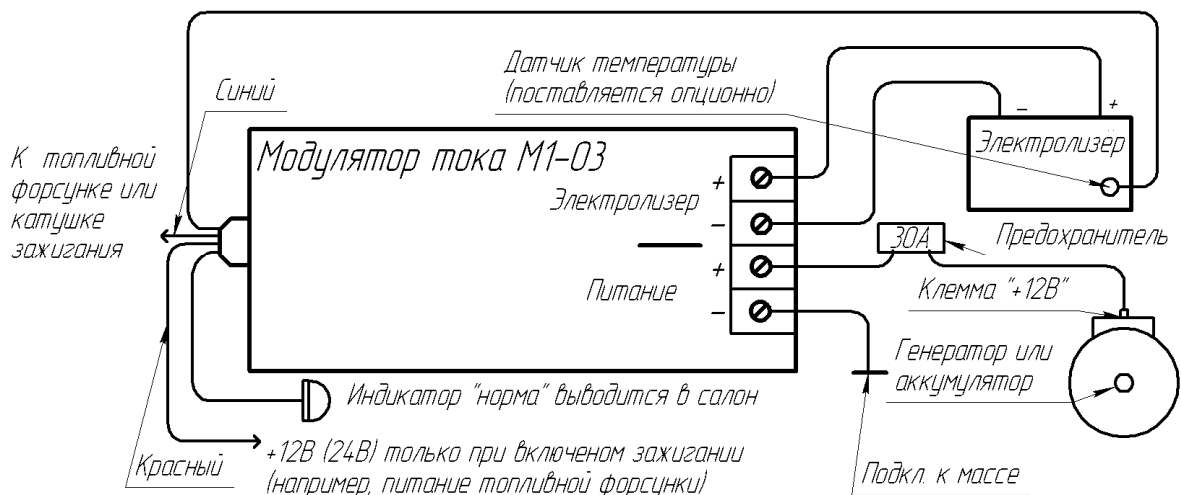 Датчик температуры
(поставляется опционно)
Синий
- +
Электролизёр
К топливной
форсунке или
катушке
зажигания
Модулятор тока М1-03
+
Электролизер
-
+
Питание
-
30А
Предохранитель
Клемма "+12В"
Генератор или
аккумулятор
Индикатор "норма" выводится в салон
+12В (24В) только при включеном зажигании
(например, питание топливной форсунки)
Красный
Подкл. к массе